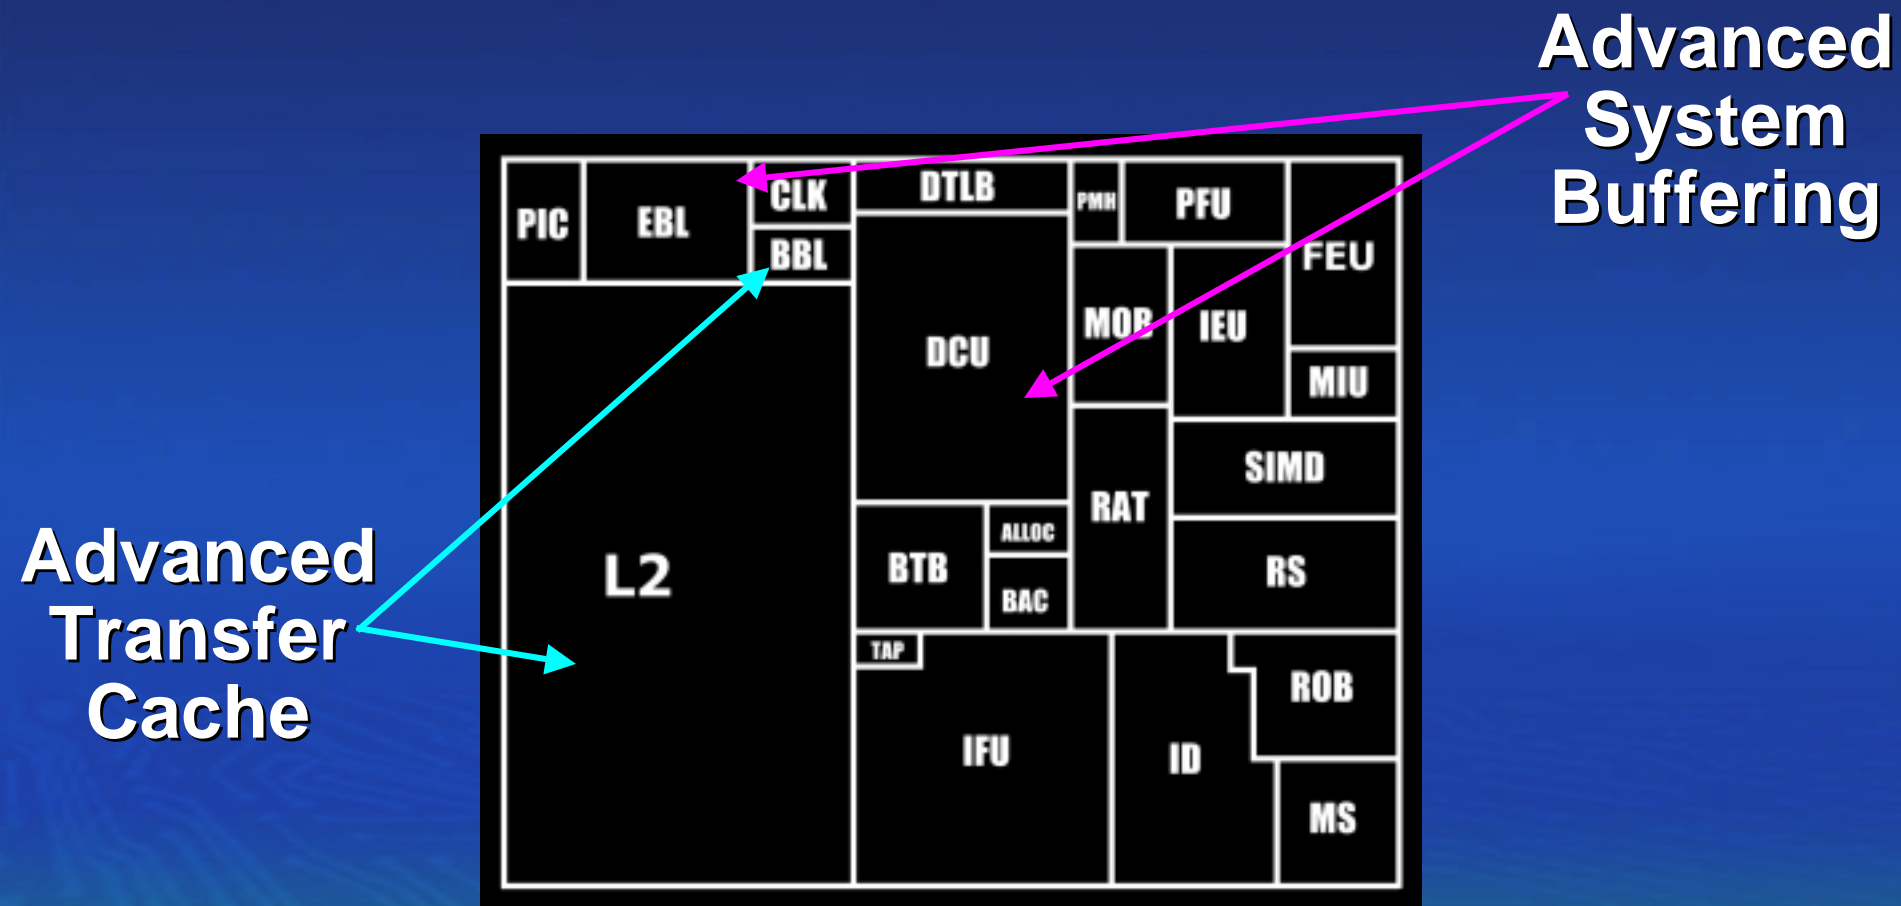 Advanced
System
Buffering
PIC
EBL
CLK
BBL
DTLB
PMH
PFU
FEU
DCU
MOB
IEU
MIU
SIMD
RAT
L2
BTB
ALLOC
BAC
RS
TAP
IFU
ID
ROB
MS
Advanced
Transfer
Cache